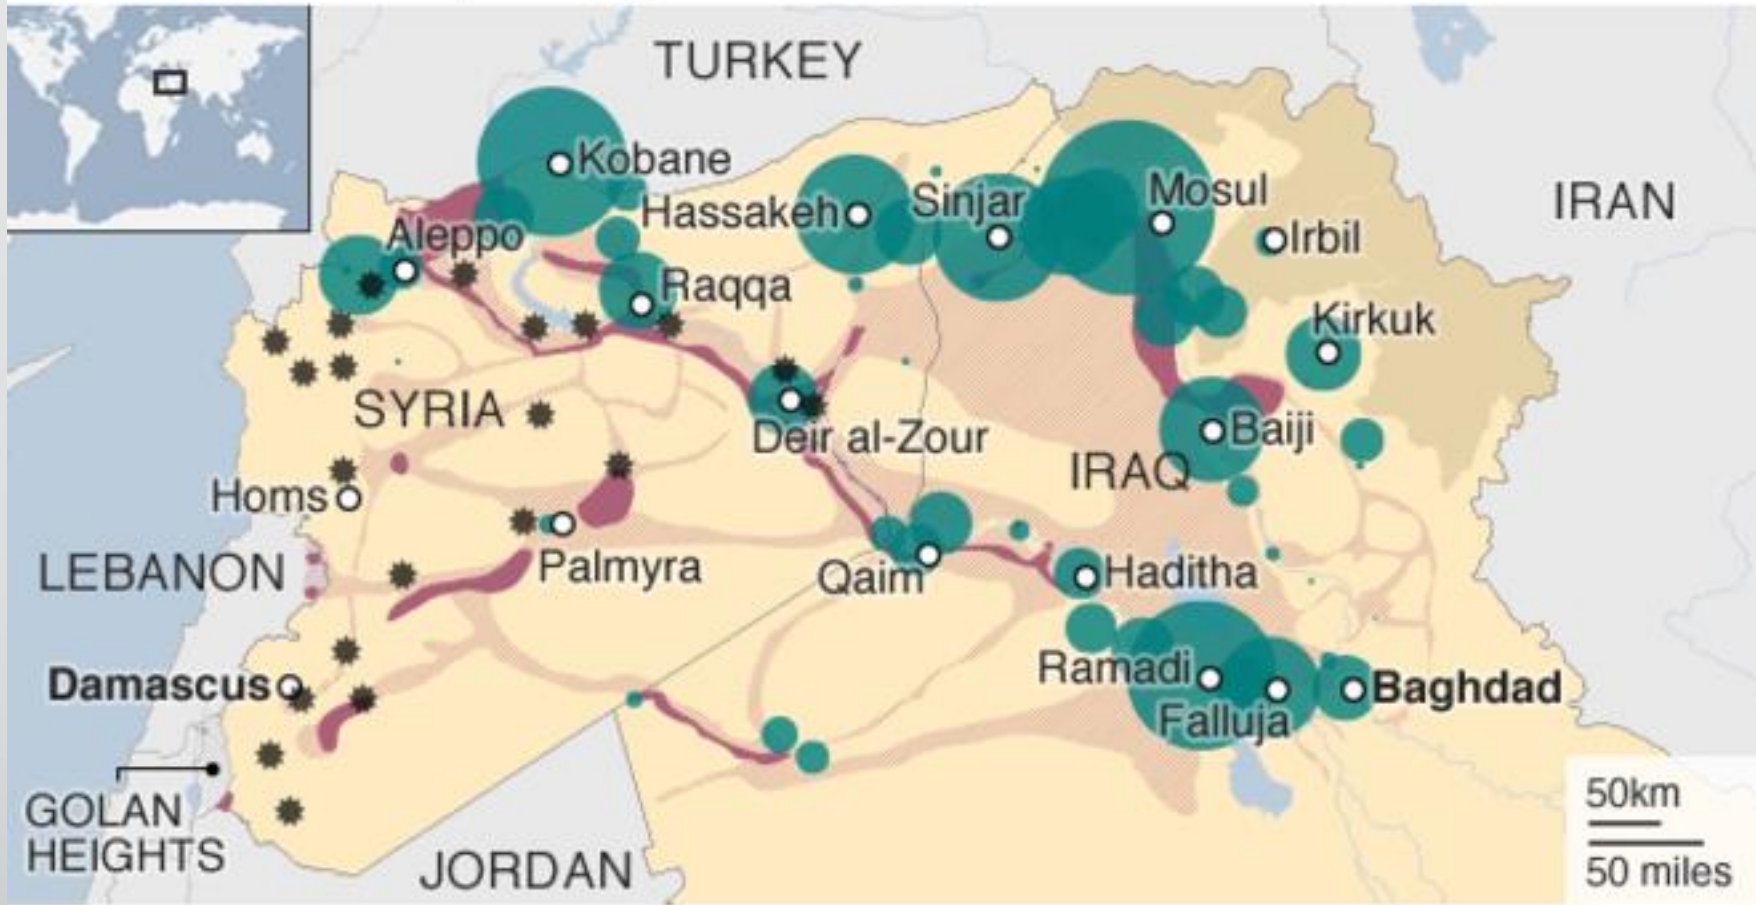 TURKEY
Kobane
IRAN
Hassakeh
Sinjar
Mosul
Aleppo
Irbil
Raqqa
Kirkuk
SYRIA
Deir al-Zour
Baiji
IRAQ
Homs
LEBANON
Palmyra
Qaim
Haditha
Damascus
Ramadi
Falluja
Baghdad
GOLAN
HEIGHTS
JORDAN
50km
50 miles